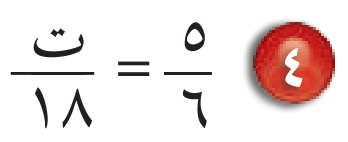 ٤ ٥/٦ = ت/١٨